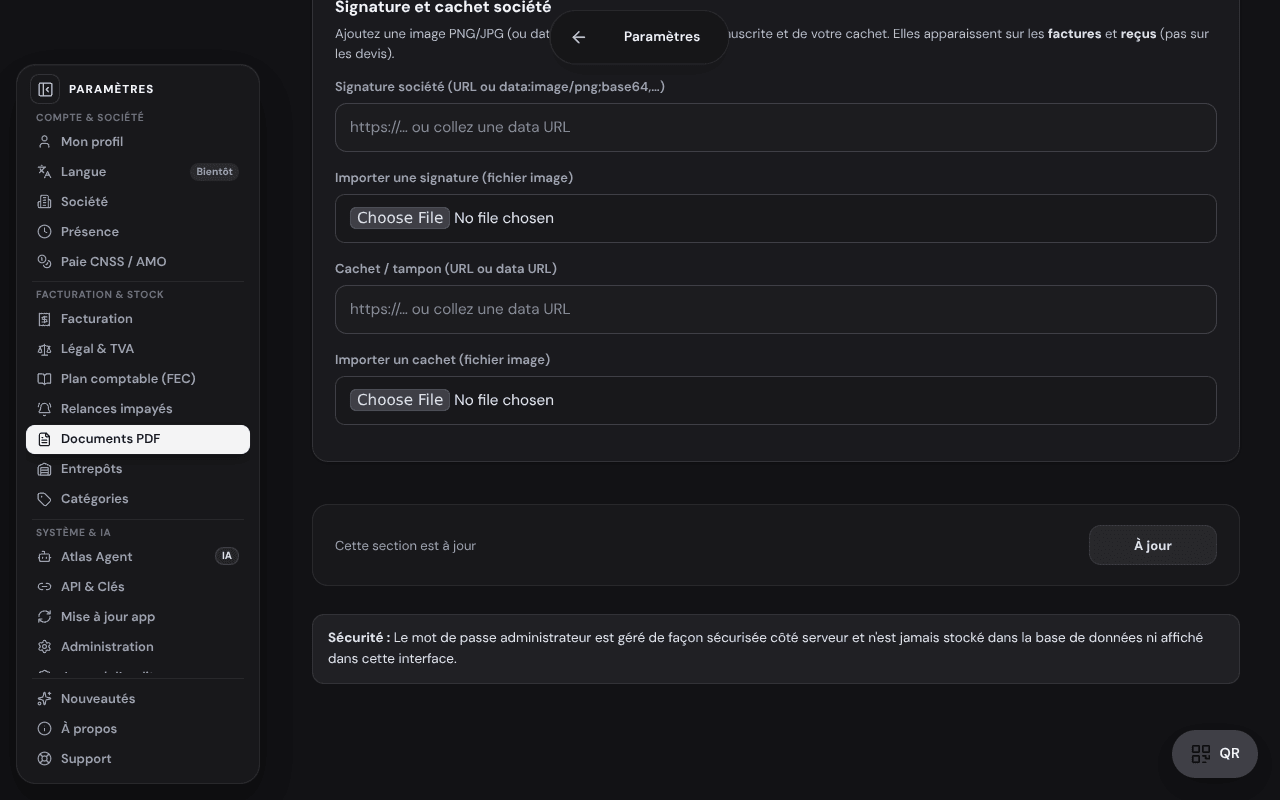 Signature et cachet société
Ajoutez une image PNG/JPG (ou dat
uscrite et de votre cachet. Elles apparaissent sur les factures et reçus (pas sur
les devis).
Paramètres
PARAMÈTRES
COMPTE & SOCIÉTÉ
Mon profil
Langue Bientôt
Société
Présence
Paie CNSS / AMO
FACTURATION & STOCK
Facturation
Légal & TVA
Plan comptable (FEC)
Relances impayés
Documents PDF
Entrepôts
Catégories
SYSTÈME & IA
Atlas Agent IA
API & Clés
Mise à jour app
Administration
Nouveautés
À propos
Support
Signature société (URL ou data:image/png;base64,…)
https://… ou collez une data URL
Importer une signature (fichier image)
Choose File No file chosen
Cachet / tampon (URL ou data URL)
https://… ou collez une data URL
Importer un cachet (fichier image)
Choose File No file chosen
Cette section est à jour
À jour
Sécurité : Le mot de passe administrateur est géré de façon sécurisée côté serveur et n'est jamais stocké dans la base de données ni affiché
dans cette interface.
QR